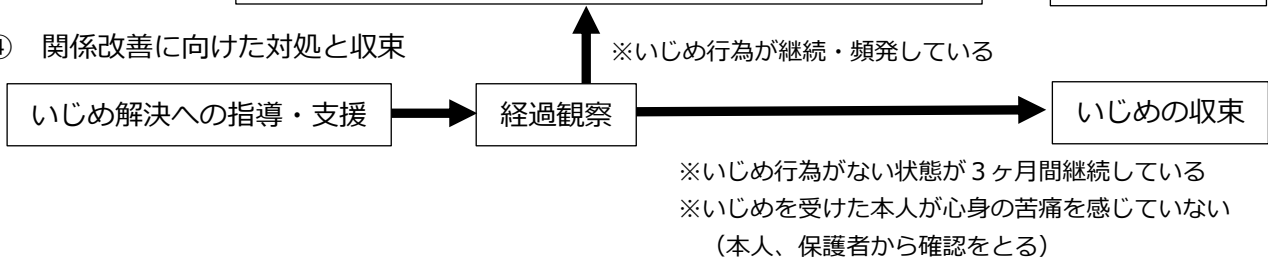 ④ 関係改善に向けた対処と収束
※いじめ行為が継続・頻発している
いじめ解決への指導・支援
経過観察
いじめの収束
※いじめ行為がない状態が３ヶ月間継続している
※いじめを受けた本人が心身の苦痛を感じていない
（本人、保護者から確認をとる）